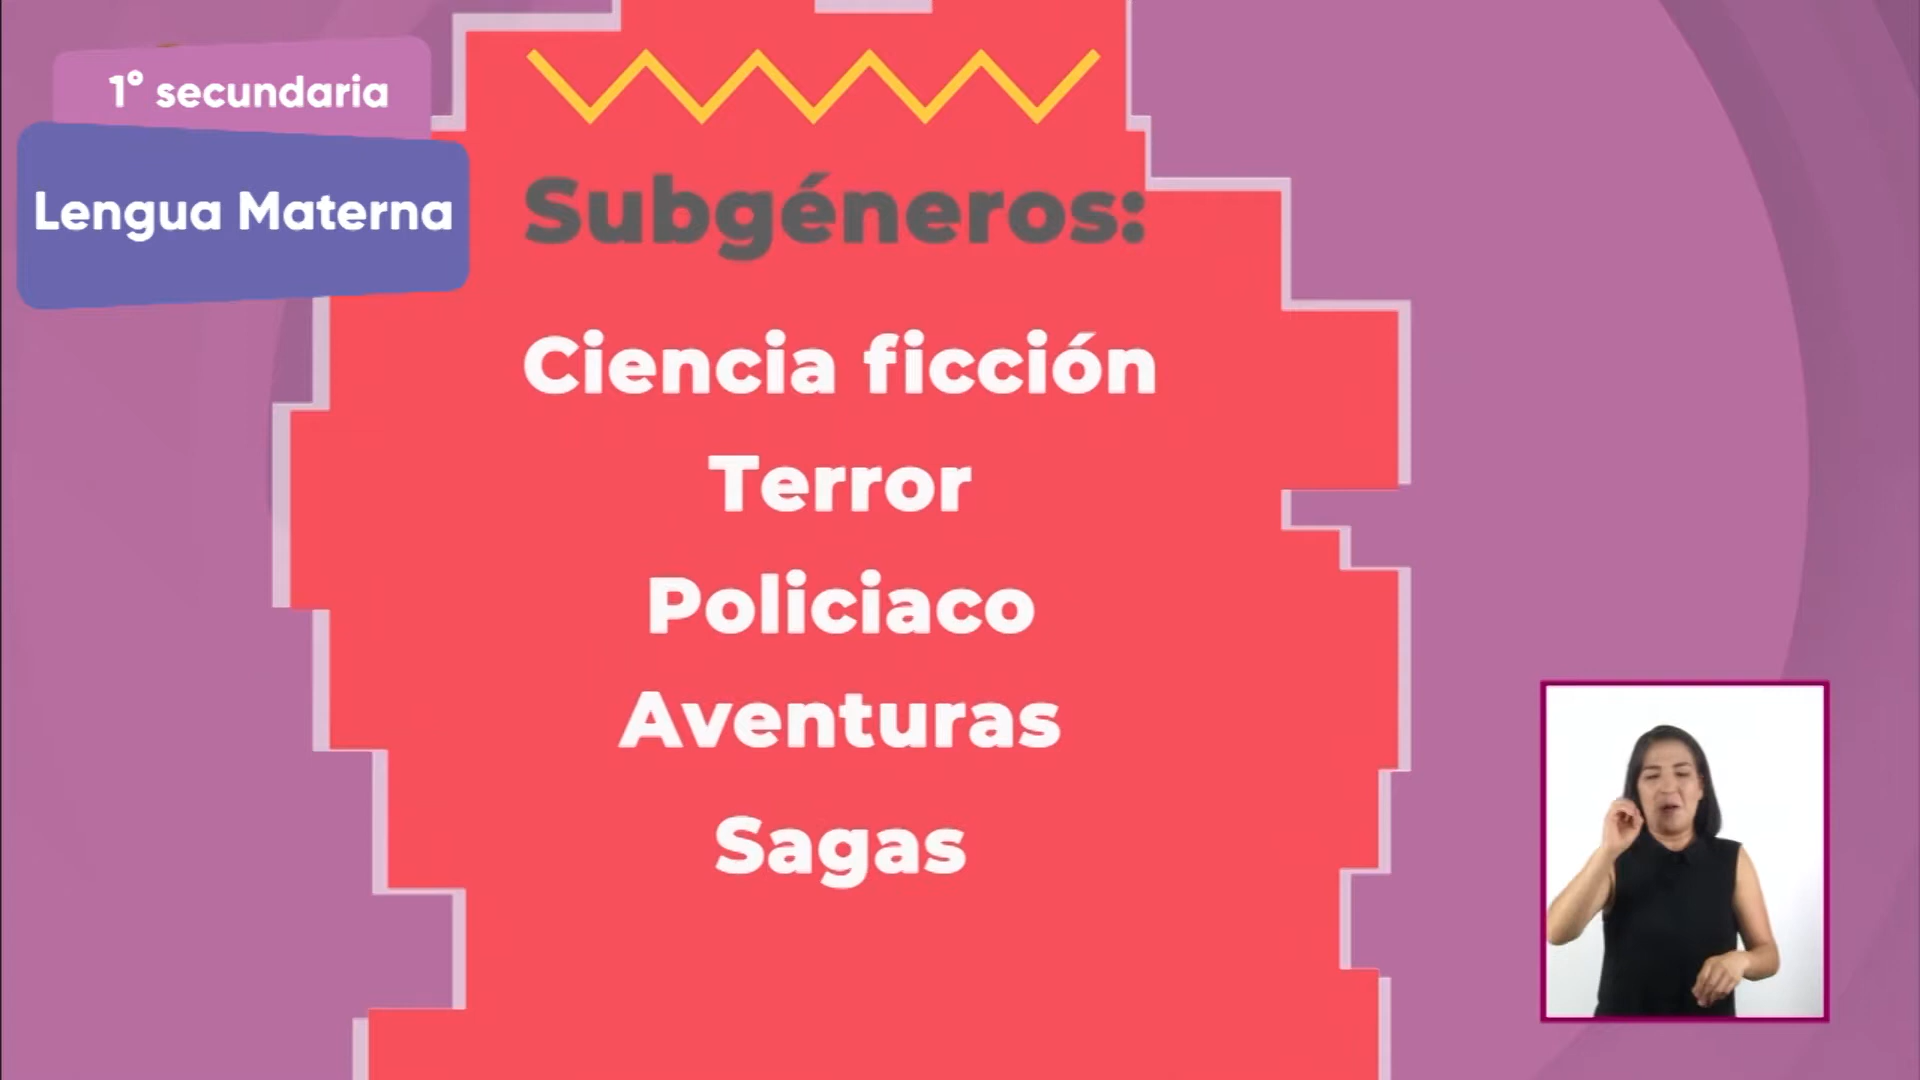 1° secundaria
Lengua Materna
Subgéneros:
Ciencia ficción
Terror
Policiaco
Aventuras
Sagas